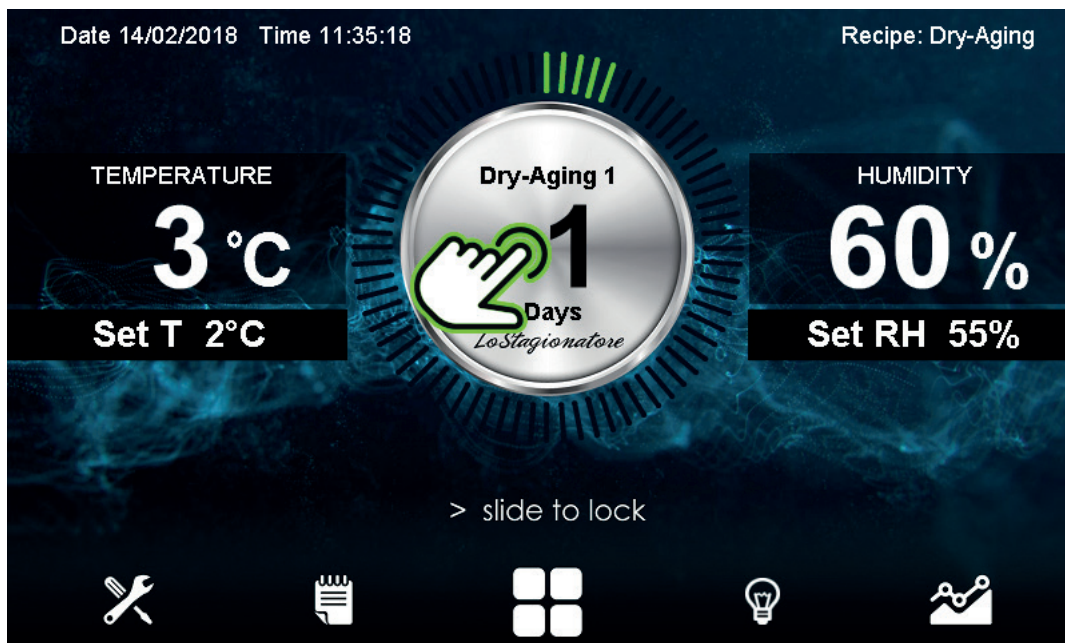 Date 14/02/2018 Time 11:35:18
Recipe: Dry-Aging
TEMPERATURE
3 °C
Set T 2°C
Dry-Aging 1
1
Days
LoStagionatore
HUMIDITY
60 %
Set RH 55%
> slide to lock